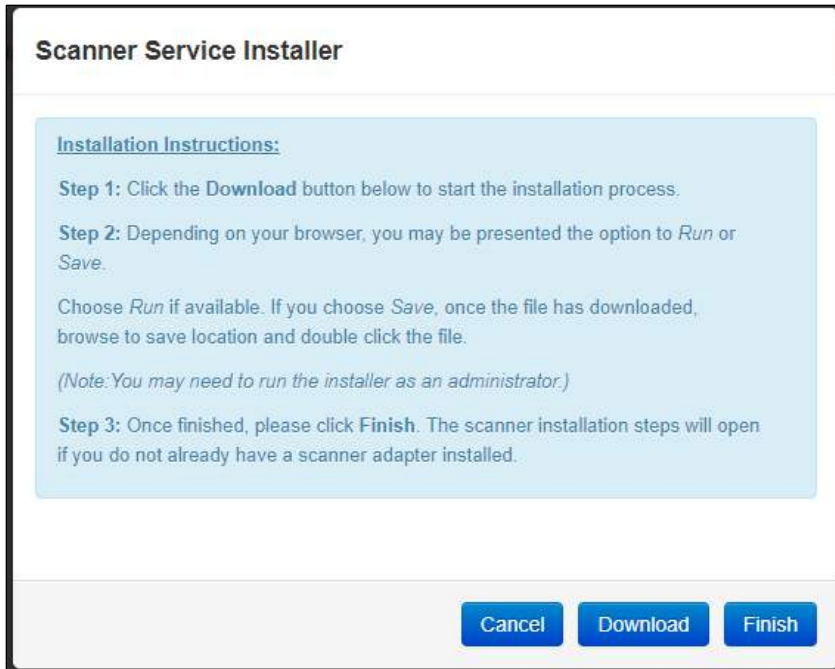 Scanner Service Installer
Installation Instructions:
Step 1: Click the Download button below to start the installation process.
Step 2: Depending on your browser, you may be presented the option to Run or
Save.
Choose Run if available. If you choose Save, once the file has downloaded,
browse to save location and double click the file.
(Note:You may need to run the installer as an administrator.)
Step 3: Once finished, please click Finish. The scanner installation steps will open
if you do not already have a scanner adapter installed.
Cancel Download Finish